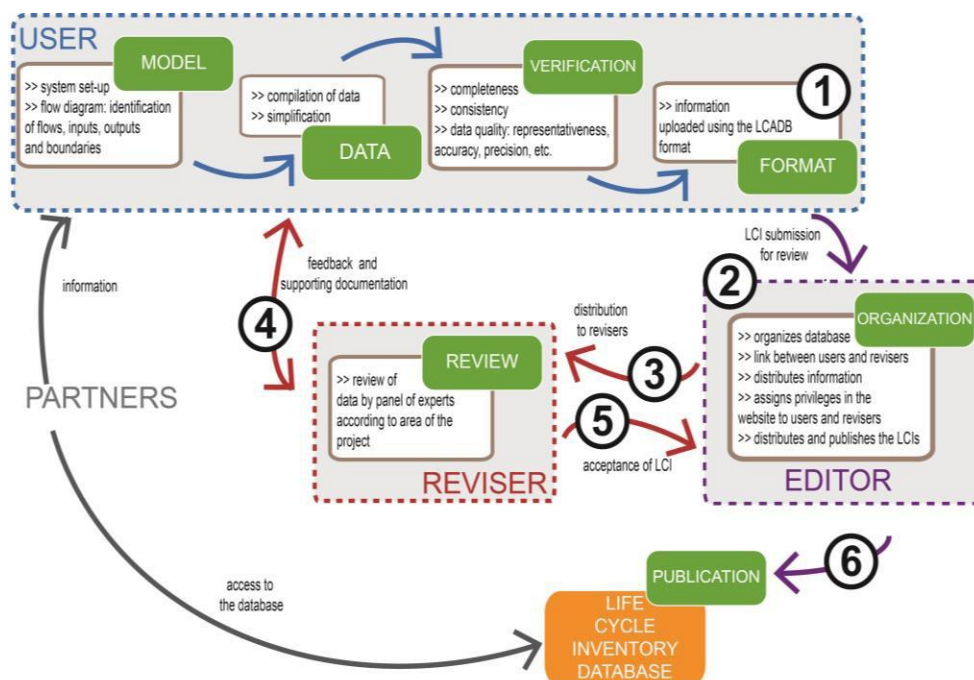 USER
MODEL
>> system set-up
>> flow diagram: identification
of flows, inputs, outputs
and boundaries
>> compilation of data
>> simplification
DATA
VERIFICATION
>> completeness
>> consistency
>> data quality: representativeness,
accuracy, precision, etc.
1
>> information
uploaded using the LCADB
format
FORMAT
LCI submission
for review
information
feedback and
supporting documentation
4
distribution
to revisers
3
2
ORGANIZATION
>> organizes database
>> link between users and revisers
>> distributes information
>> assigns privileges in the
website to users and revisers
>> distributes and publishes the LCIs
EDITOR
PARTNERS
REVIEW
>> review of
data by panel of experts
according to area of the
project
REVISER
5
acceptance of LCI
6
PUBLICATION
LIFE
CYCLE
INVENTORY
DATABASE
access to
the database